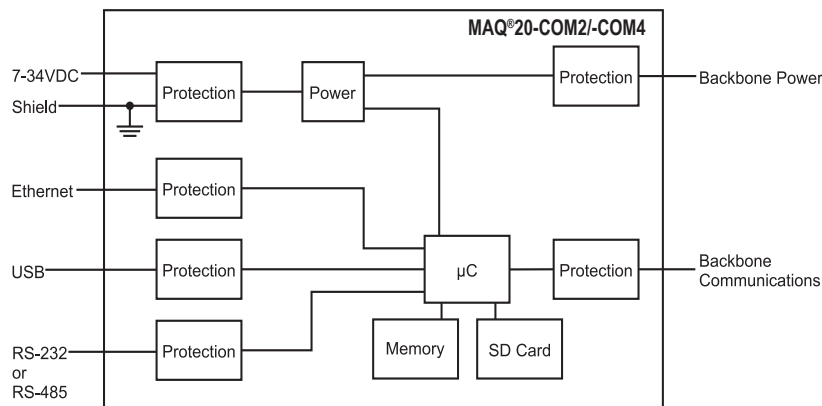 MAQ®20-COM2/-COM4
7-34VDC
Shield
Protection
Power
Protection
Backbone Power
Ethernet
Protection
USB
Protection
µC
Protection
Backbone
Communications
RS-232
or
RS-485
Protection
Memory
SD Card